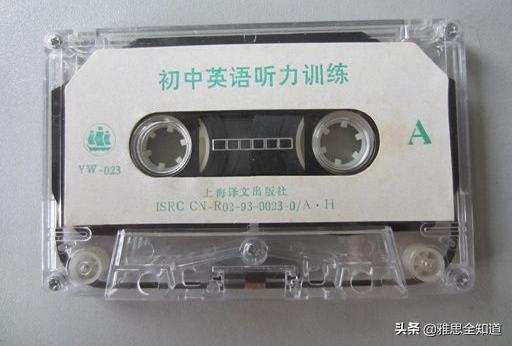 初中英语听力训练
A
YW-023
上海译文出版社
ISRC CN-R02-93-0023-0/A·H
头条 @雅思全知道